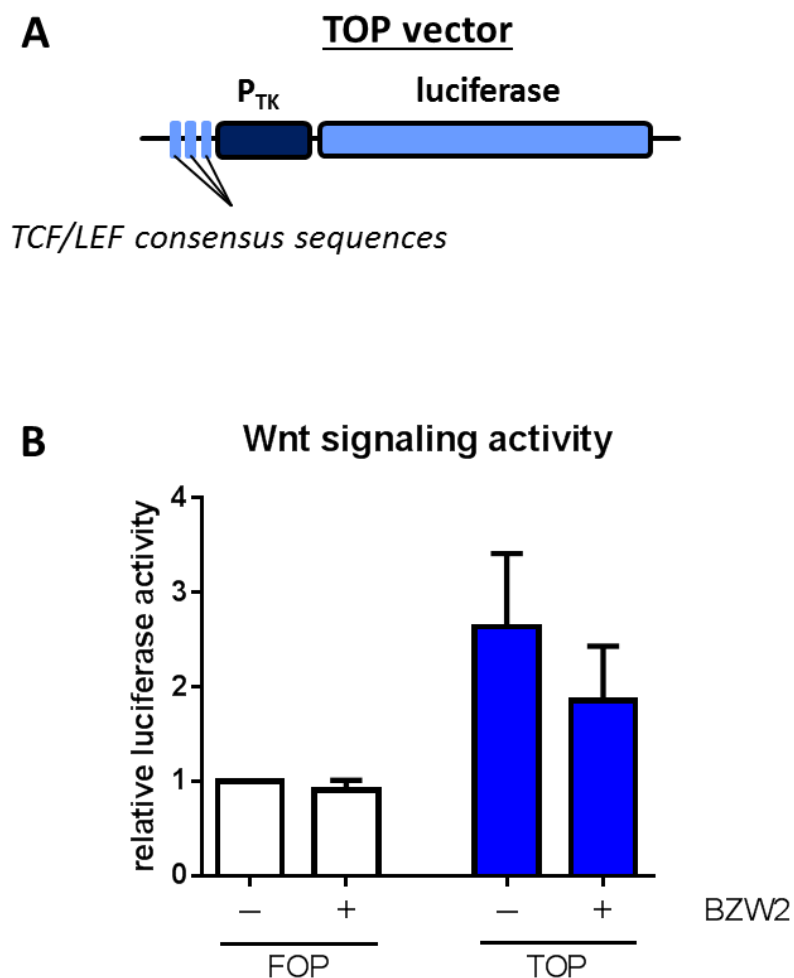 A
TOP vector
PTK
luciferase
TCF/LEF consensus sequences
B
Wnt signaling activity
relative luciferase activity
4
3
2
1
0
– + – + BZW2
FOP TOP